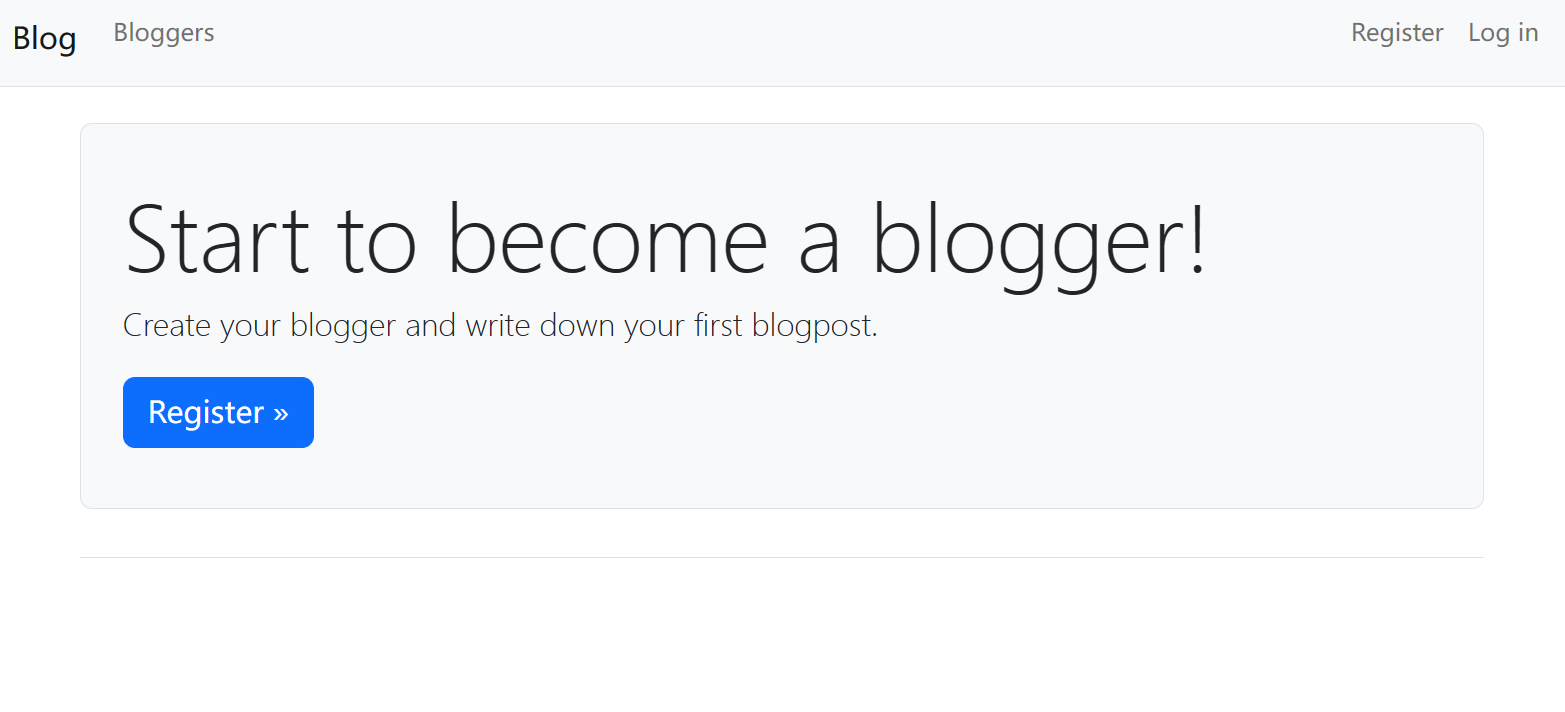 Blog Bloggers Register Log in
Start to become a blogger!
Create your blogger and write down your first blogpost.
Register »